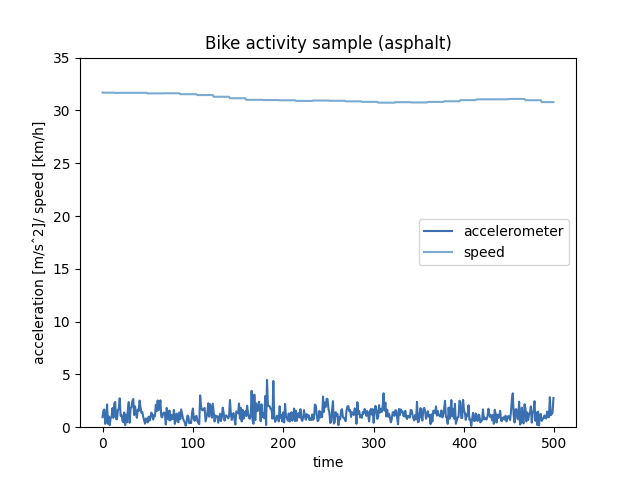 Bike activity sample (asphalt)
35
30
25
20
15
10
5
0
acceleration [m/s^2]/ speed [km/h]
accelerometer
speed
0 100 200 300 400 500
time